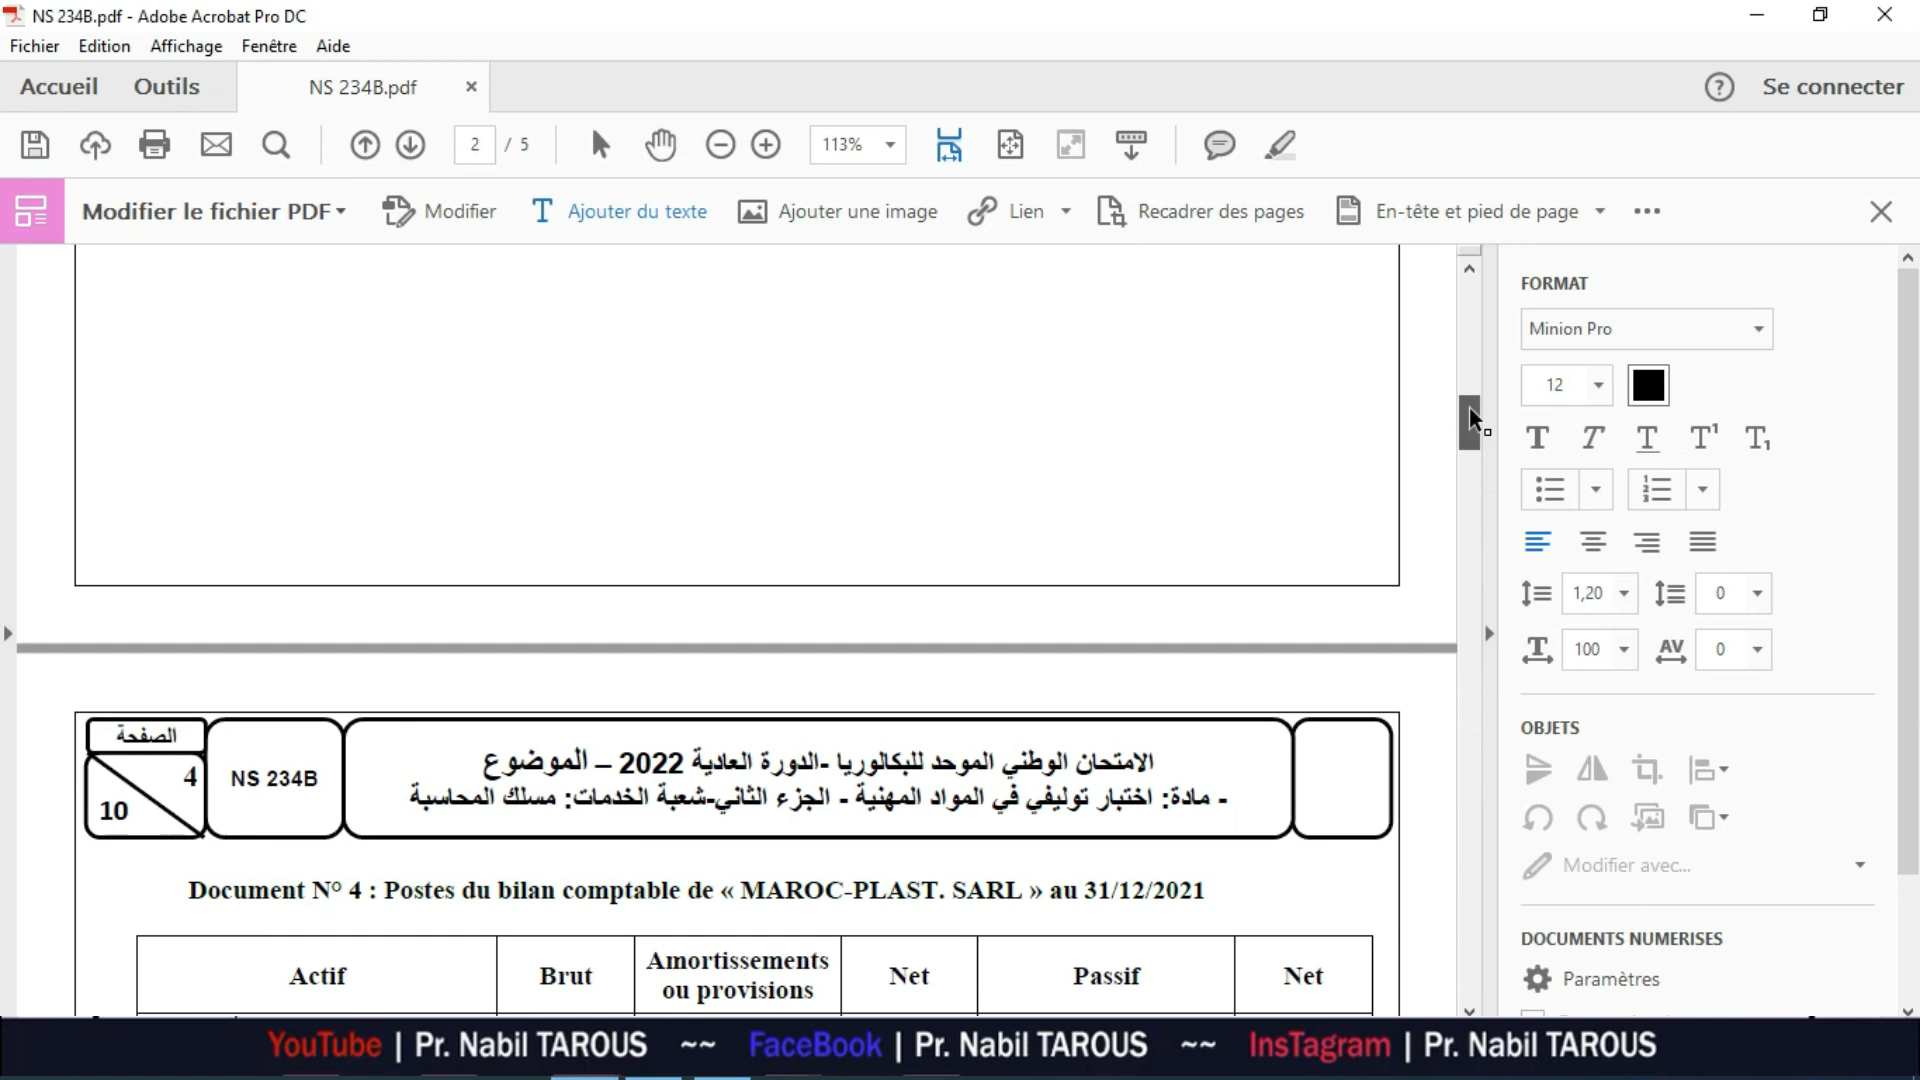 NS 234B.pdf - Adobe Acrobat Pro DC
Fichier Edition Affichage Fenêtre Aide
Accueil Outils NS 234B.pdf × ? Se connecter
2 / 5 113%
Modifier le fichier PDF Modifier T Ajouter du texte Ajouter une image Lien Recadrer des pages En-tête et pied de page
FORMAT
Minion Pro
12
1,20 0
100 AV 0
OBJETS
Modifier avec...
DOCUMENTS NUMERISES
Paramètres
الصفحة
4
10
NS 234B
الامتحان الوطني الموحد للبكالوريا -الدورة العادية 2022 – الموضوع
- مادة: اختبار توليفي في المواد المهنية - الجزء الثاني-شعبة الخدمات: مسلك المحاسبة
Document N° 4 : Postes du bilan comptable de « MAROC-PLAST. SARL » au 31/12/2021
Actif Brut Amortissements ou provisions Net Passif Net
YouTube | Pr. Nabil TAROUS ~~ FaceBook | Pr. Nabil TAROUS ~~ InsTagram | Pr. Nabil TAROUS